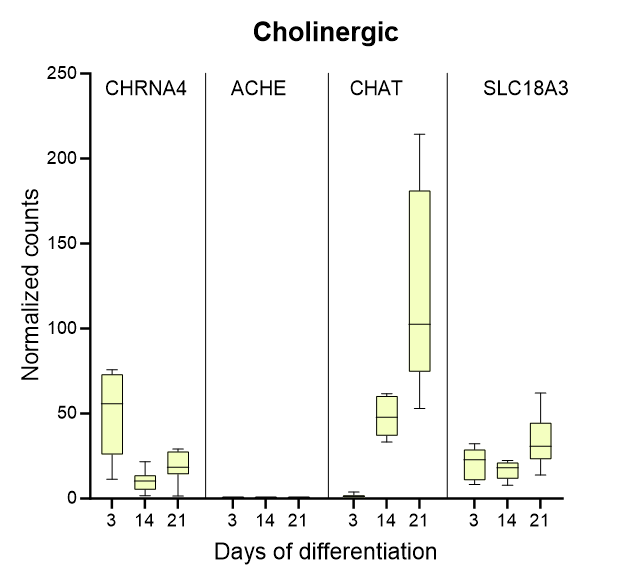 Cholinergic
CHRNA4 ACHE CHAT SLC18A3
250
200
150
100
50
0
Normalized counts
3 14 21 3 14 21 3 14 21 3 14 21
Days of differentiation